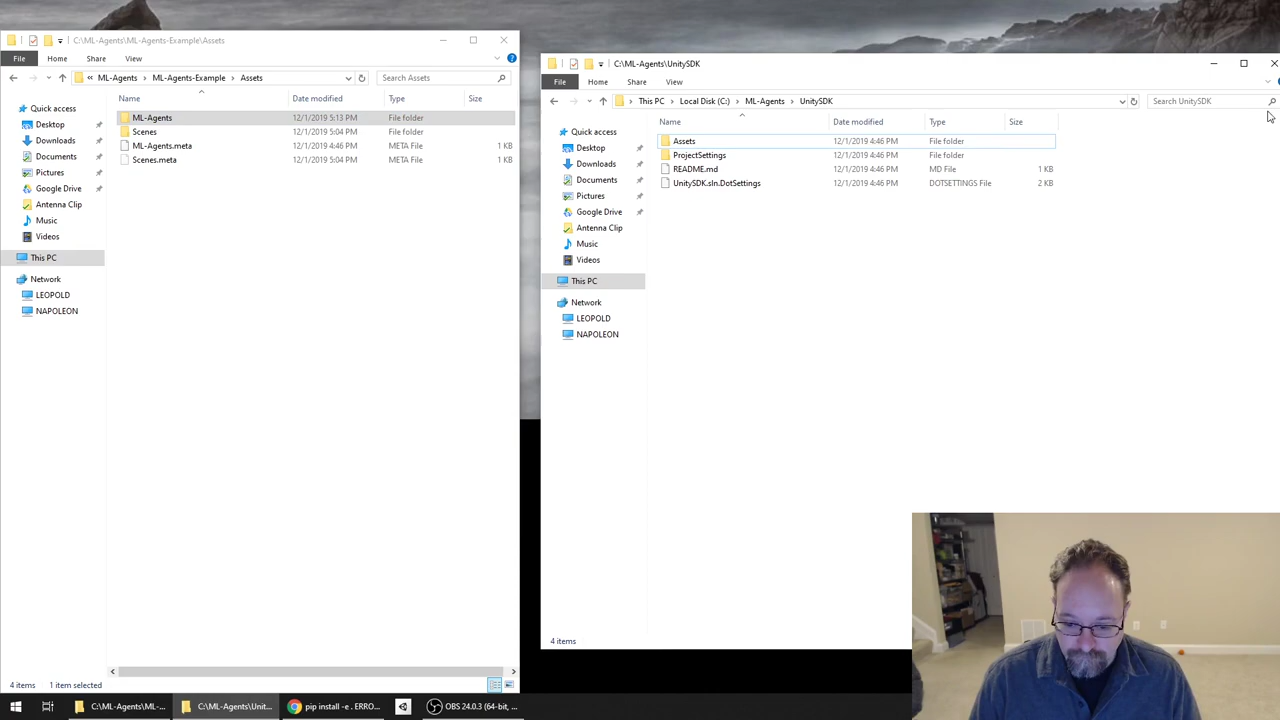 C:\ML-Agents\ML-Agents-Example\Assets
File Home Share View
« ML-Agents > ML-Agents-Example > Assets
Search Assets
Name Date modified Type Size
Quick access
Desktop
Downloads
Documents
Pictures
Google Drive
Antenna Clip
Music
Videos
This PC
Network
LEOPOLD
NAPOLEON
ML-Agents 12/1/2019 5:13 PM File folder
Scenes 12/1/2019 5:04 PM File folder
ML-Agents.meta 12/1/2019 4:46 PM META File 1 KB
Scenes.meta 12/1/2019 5:04 PM META File 1 KB
4 items 1 item selected
C:\ML-Agents\UnitySDK
File Home Share View
> This PC > Local Disk (C:) > ML-Agents > UnitySDK
Search UnitySDK
Name Date modified Type Size
Quick access
Desktop
Downloads
Documents
Pictures
Google Drive
Antenna Clip
Music
Videos
This PC
Network
LEOPOLD
NAPOLEON
Assets 12/1/2019 4:46 PM File folder
ProjectSettings 12/1/2019 4:46 PM File folder
README.md 12/1/2019 4:46 PM MD File 1 KB
UnitySDK.sln.DotSettings 12/1/2019 4:46 PM DOTSETTINGS File 2 KB
4 items
C:\ML-Agents\ML-... C:\ML-Agents\Unit... pip install -e . ERRO... OBS 24.0.3 (64-bit, ...